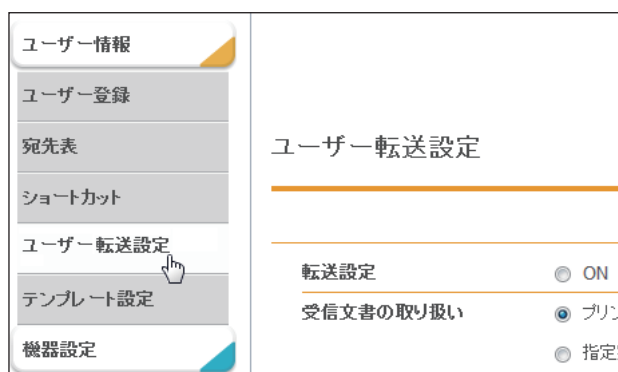 ユーザー情報
ユーザー登録
宛先表
ショートカット
ユーザー転送設定
テンプレート設定
機器設定
ユーザー転送設定
転送設定 ON
受信文書の取り扱い プリン
指定